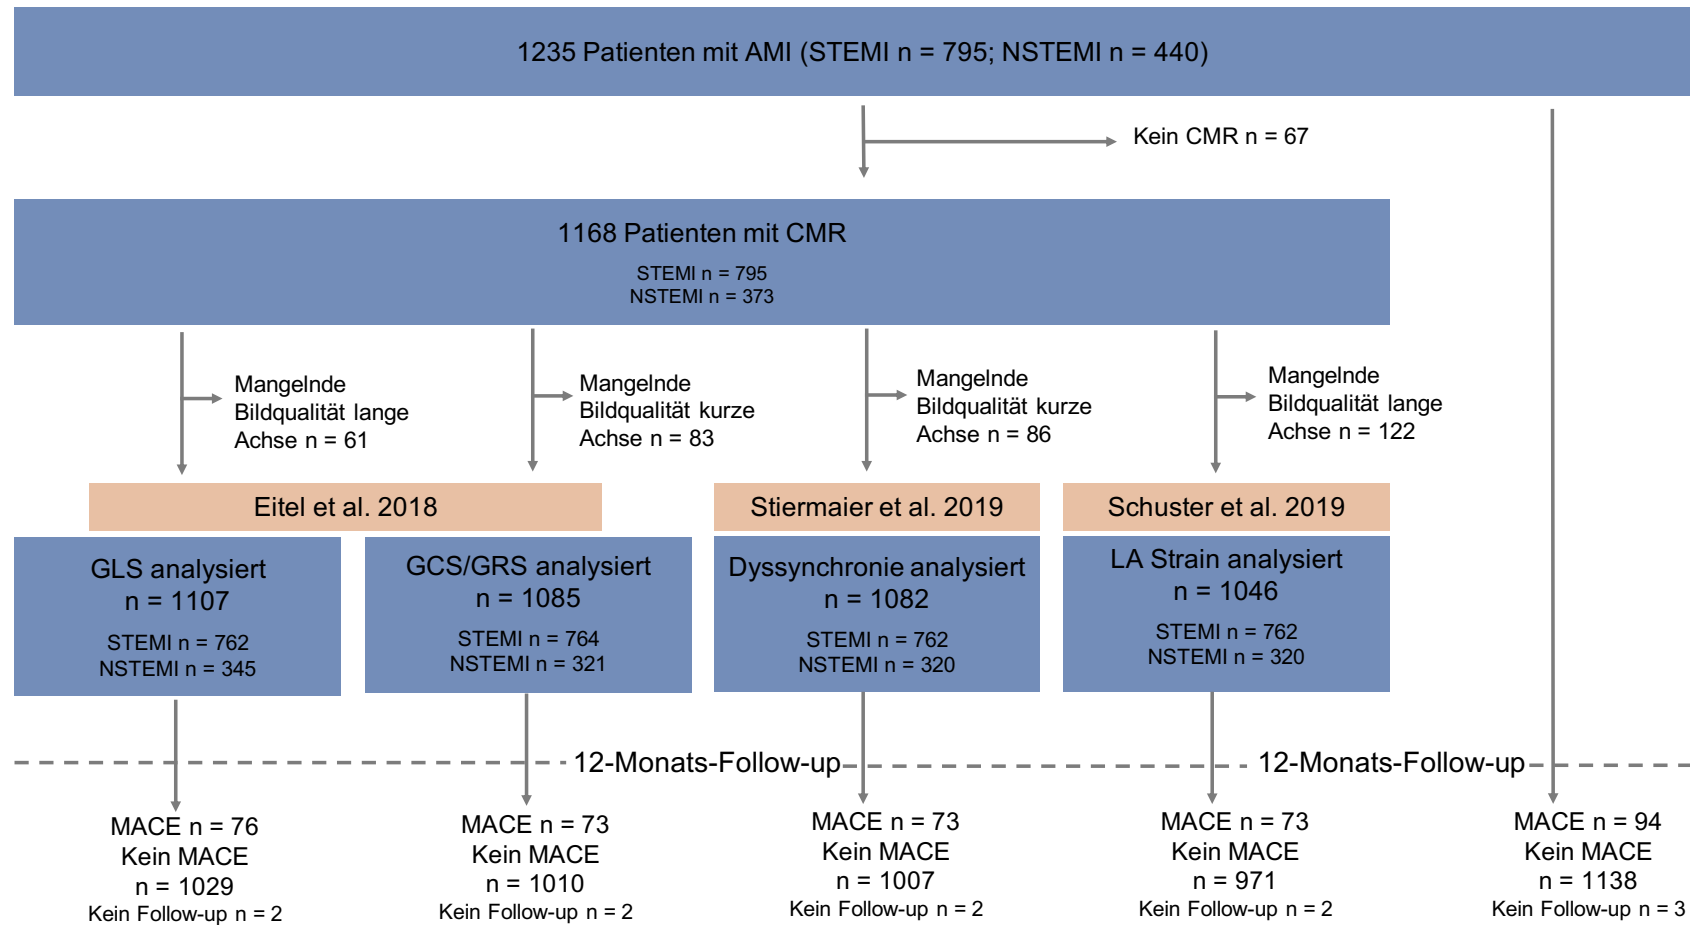 1235 Patienten mit AMI (STEMI n = 795; NSTEMI n = 440)
Kein CMR n = 67
1168 Patienten mit CMR
STEMI n = 795
NSTEMI n = 373
Mangelnde
Bildqualität lange
Achse n = 61
Mangelnde
Bildqualität kurze
Achse n = 83
Mangelnde
Bildqualität kurze
Achse n = 86
Mangelnde
Bildqualität lange
Achse n = 122
Eitel et al. 2018
Stiermaier et al. 2019
Schuster et al. 2019
GLS analysiert
n = 1107
STEMI n = 762
NSTEMI n = 345
GCS/GRS analysiert
n = 1085
STEMI n = 764
NSTEMI n = 321
Dyssynchronie analysiert
n = 1082
STEMI n = 762
NSTEMI n = 320
LA Strain analysiert
n = 1046
STEMI n = 762
NSTEMI n = 320
12-Monats-Follow-up
12-Monats-Follow-up
MACE n = 76
Kein MACE
n = 1029
Kein Follow-up n = 2
MACE n = 73
Kein MACE
n = 1010
Kein Follow-up n = 2
MACE n = 73
Kein MACE
n = 1007
Kein Follow-up n = 2
MACE n = 73
Kein MACE
n = 971
Kein Follow-up n = 2
MACE n = 94
Kein MACE
n = 1138
Kein Follow-up n = 3